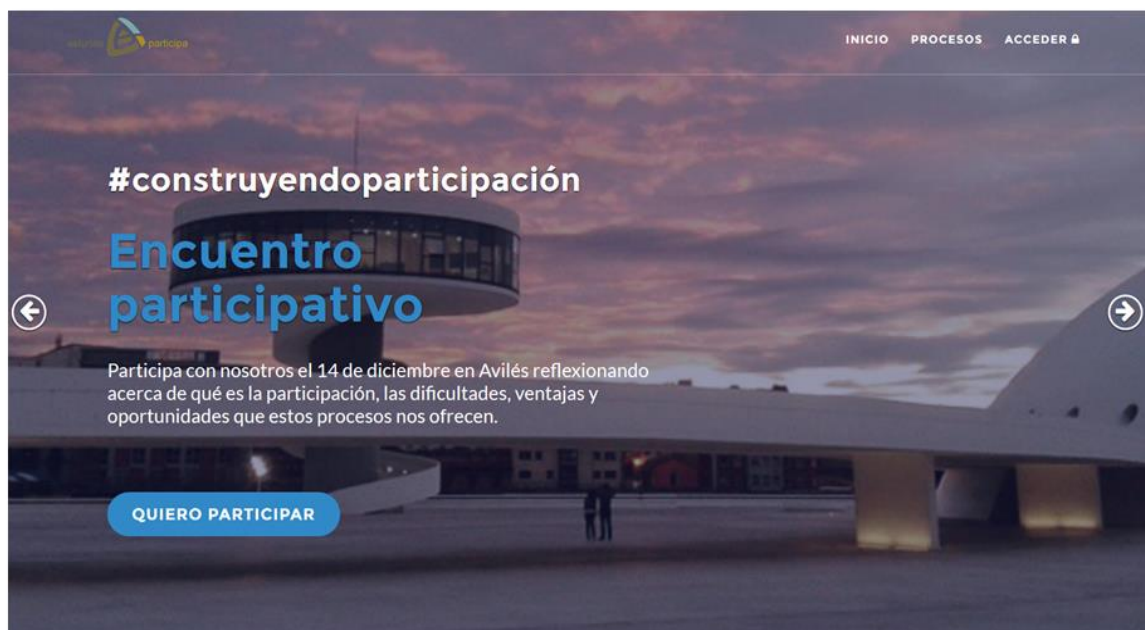 asturias participa
INICIO PROCESOS ACCEDER
#construyendoparticipación
Encuentro
participativo
Participa con nosotros el 14 de diciembre en Avilés reflexionando
acerca de qué es la participación, las dificultades, ventajas y
oportunidades que estos procesos nos ofrecen.
QUIERO PARTICIPAR